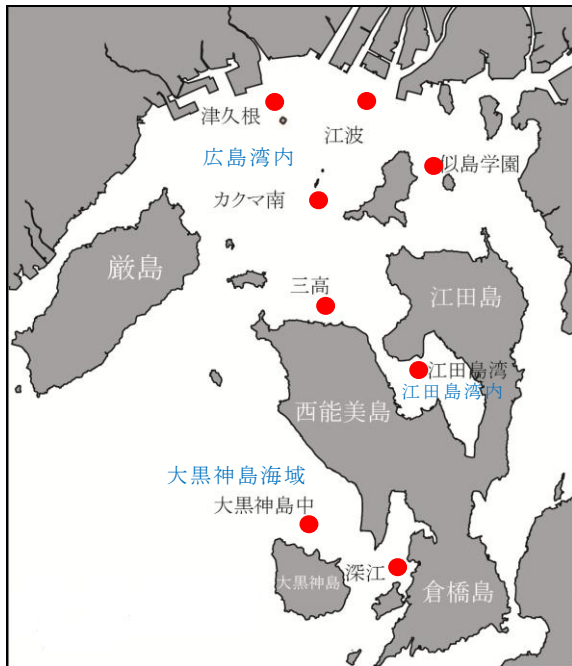 津久根
江波
広島湾内
似島学園
カクマ南
厳島
三高
江田島
江田島湾
江田島湾内
西能美島
大黒神島海域
大黒神島中
深江
大黒神島
倉橋島